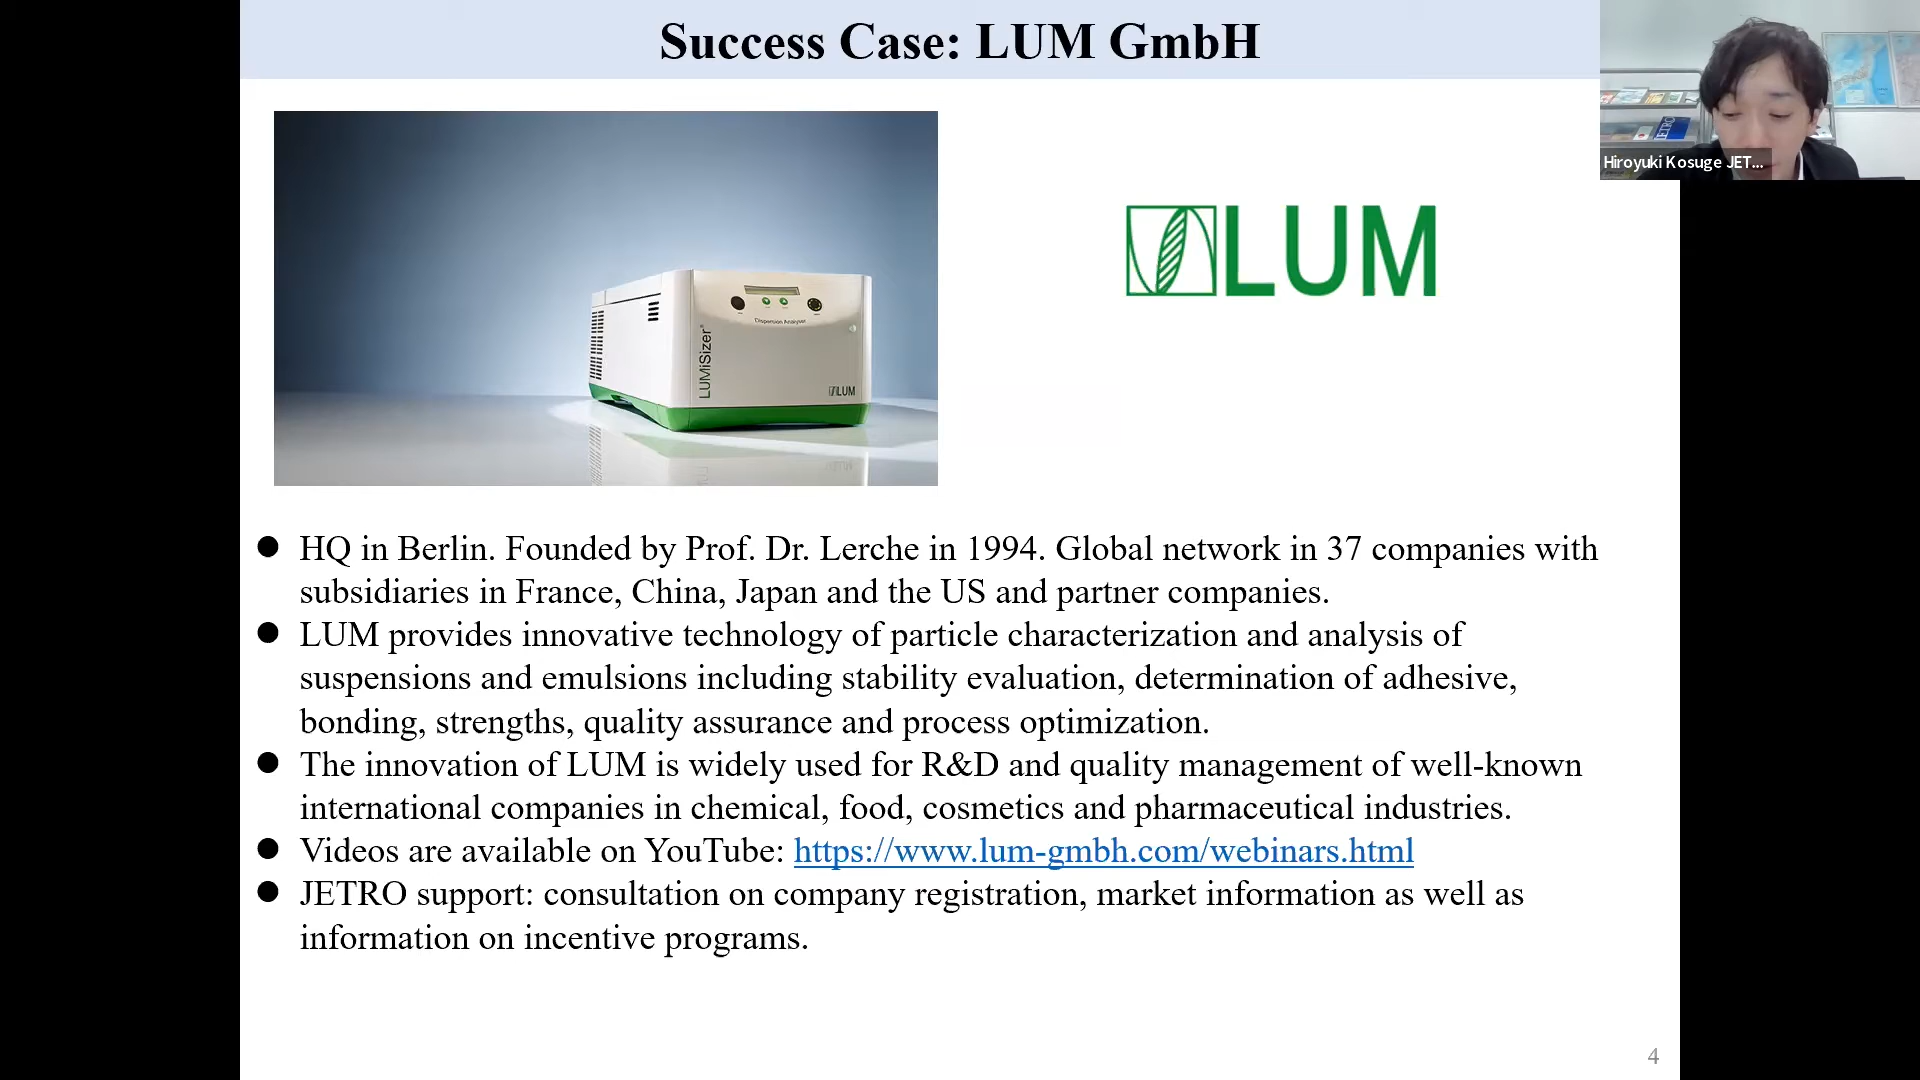 Success Case: LUM GmbH
JETRO
Hiroyuki Kosuge JET...
LUM
Dispersion Analyser
LUMiSizer®
LUM
● HQ in Berlin. Founded by Prof. Dr. Lerche in 1994. Global network in 37 companies with
subsidiaries in France, China, Japan and the US and partner companies.
● LUM provides innovative technology of particle characterization and analysis of
suspensions and emulsions including stability evaluation, determination of adhesive,
bonding, strengths, quality assurance and process optimization.
● The innovation of LUM is widely used for R&D and quality management of well-known
international companies in chemical, food, cosmetics and pharmaceutical industries.
● Videos are available on YouTube: https://www.lum-gmbh.com/webinars.html
● JETRO support: consultation on company registration, market information as well as
information on incentive programs.
4